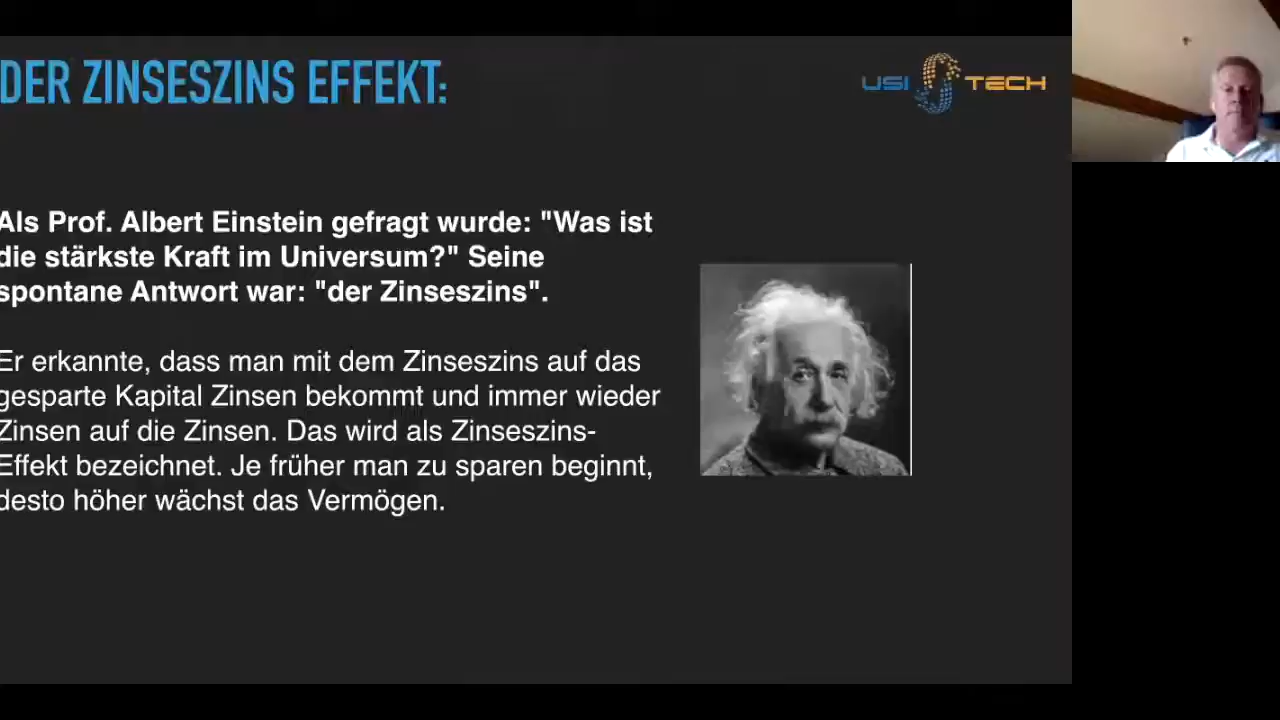 DER ZINSESZINS EFFEKT:
USI TECH
Als Prof. Albert Einstein gefragt wurde: "Was ist
die stärkste Kraft im Universum?" Seine
spontane Antwort war: "der Zinseszins".
Er erkannte, dass man mit dem Zinseszins auf das
gesparte Kapital Zinsen bekommt und immer wieder
Zinsen auf die Zinsen. Das wird als Zinseszins-
Effekt bezeichnet. Je früher man zu sparen beginnt,
desto höher wächst das Vermögen.